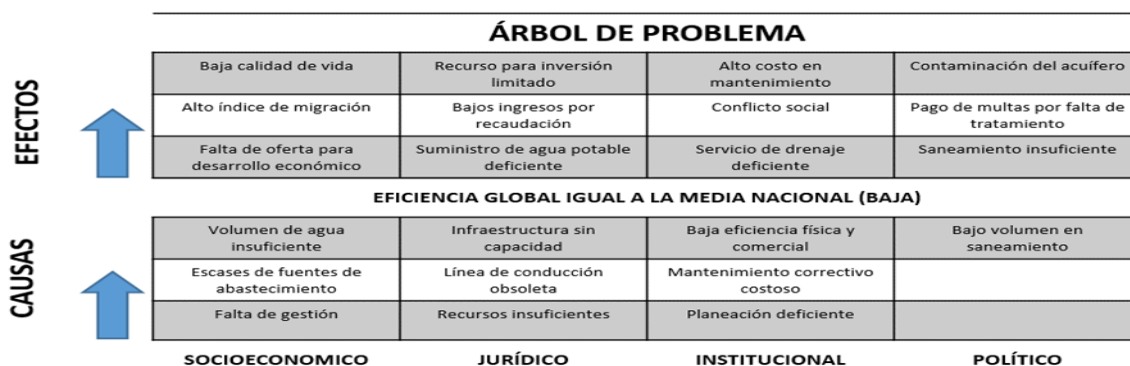 ÁRBOL DE PROBLEMA
EFECTOS
Baja calidad de vida
Recurso para inversión
limitado
Alto costo en
mantenimiento
Contaminación del acuífero
Alto índice de migración
Bajos ingresos por
recaudación
Conflicto social
Pago de multas por falta de
tratamiento
Falta de oferta para
desarrollo económico
Suministro de agua potable
deficiente
Servicio de drenaje
deficiente
Saneamiento insuficiente
EFICIENCIA GLOBAL IGUAL A LA MEDIA NACIONAL (BAJA)
CAUSAS
Volumen de agua
insuficiente
Infraestructura sin
capacidad
Baja eficiencia física y
comercial
Bajo volumen en
saneamiento
Escases de fuentes de
abastecimiento
Línea de conducción
obsoleta
Mantenimiento correctivo
costoso
Falta de gestión
Recursos insuficientes
Planeación deficiente
SOCIOECONOMICO
JURÍDICO
INSTITUCIONAL
POLÍTICO